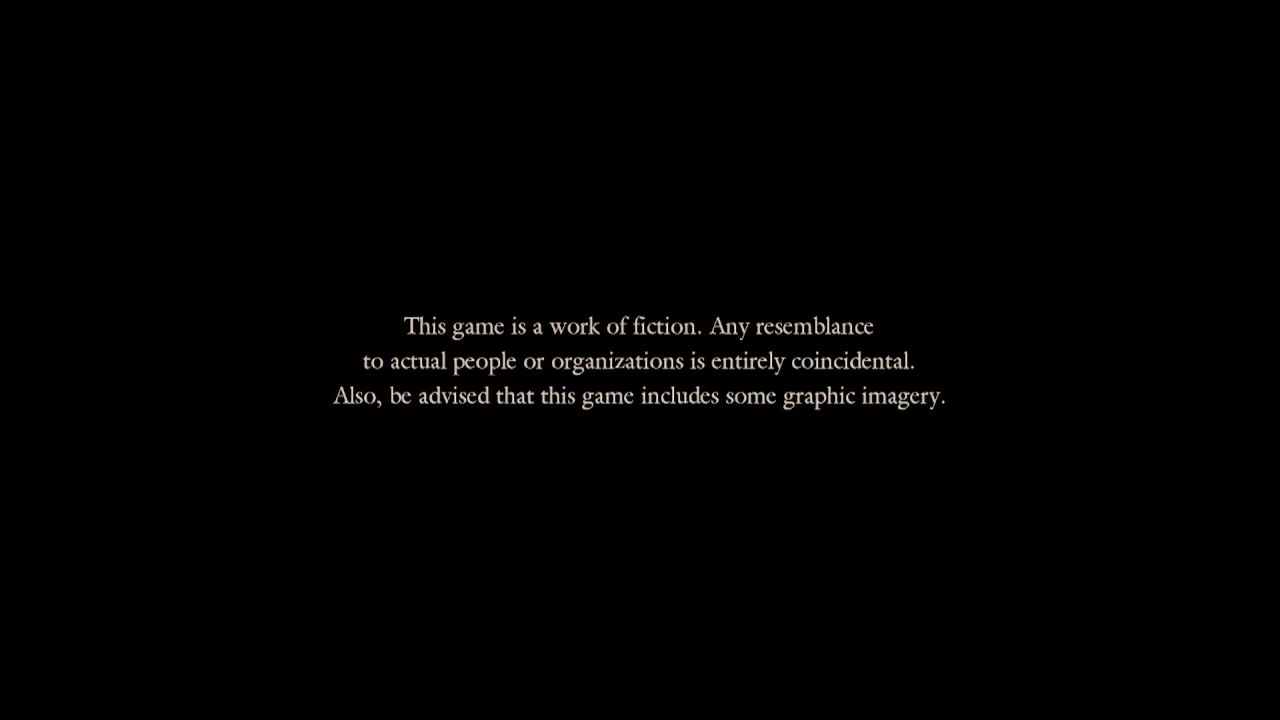 This game is a work of fiction. Any resemblance
to actual people or organizations is entirely coincidental.
Also, be advised that this game includes some graphic imagery.